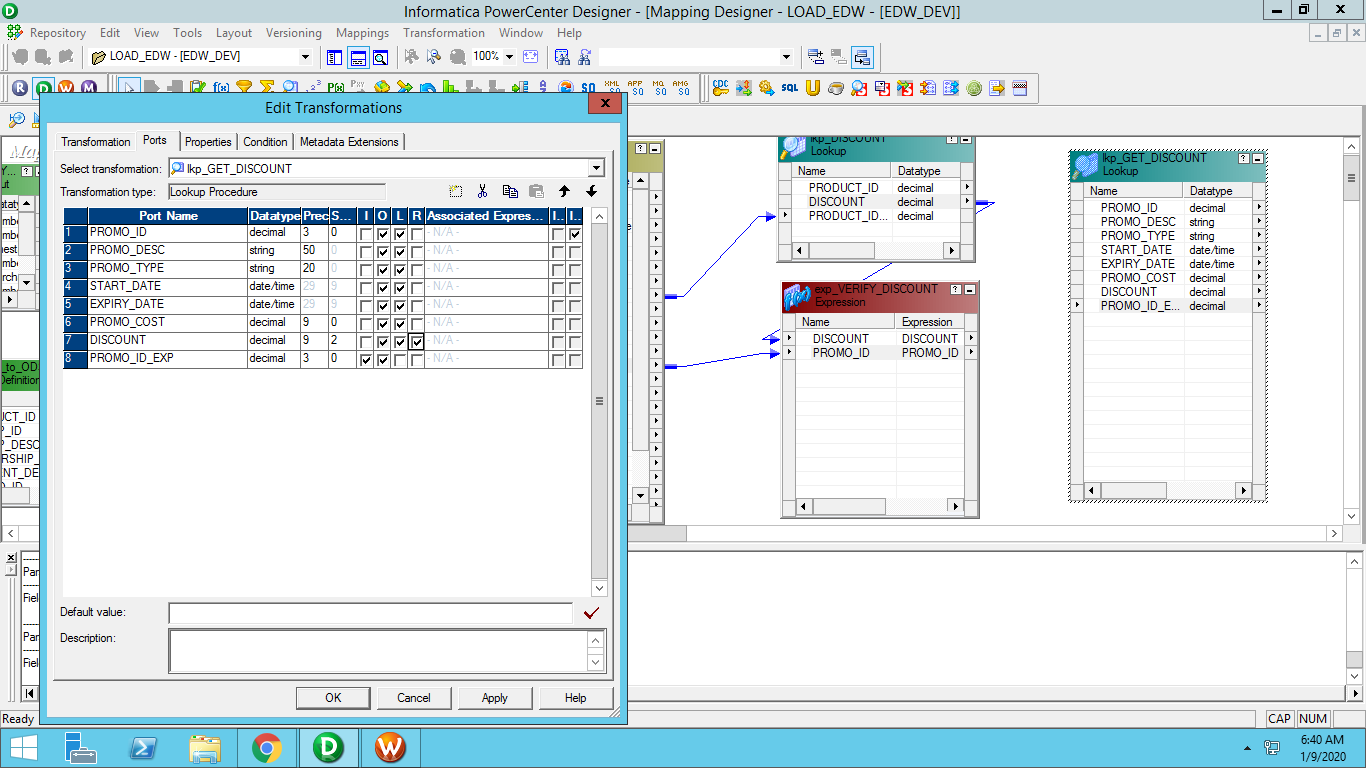 Informatica PowerCenter Designer - [Mapping Designer - LOAD_EDW - [EDW_DEV]]
Repository Edit View Tools Layout Versioning Mappings Transformation Window Help
LOAD_EDW - [EDW_DEV]
100%
Edit Transformations
Transformation Ports Properties Condition Metadata Extensions
Select transformation: lkp_GET_DISCOUNT
Transformation type: Lookup Procedure
Port Name Datatype Prec S... I O L R Associated Expres... I... I...
1 PROMO_ID decimal 3 0 - N/A -
2 PROMO_DESC string 50 0 - N/A -
3 PROMO_TYPE string 20 0 - N/A -
4 START_DATE date/time 29 9 - N/A -
5 EXPIRY_DATE date/time 29 9 - N/A -
6 PROMO_COST decimal 9 0 - N/A -
7 DISCOUNT decimal 9 2 - N/A -
8 PROMO_ID_EXP decimal 3 0 - N/A -
Default value:
Description:
OK Cancel Apply Help
lkp_DISCOUNT
Lookup
Name Datatype
PRODUCT_ID decimal
DISCOUNT decimal
PRODUCT_ID... decimal
exp_VERIFY_DISCOUNT
Expression
Name Expression
DISCOUNT DISCOUNT
PROMO_ID PROMO_ID
lkp_GET_DISCOUNT
Lookup
Name Datatype
PROMO_ID decimal
PROMO_DESC string
PROMO_TYPE string
START_DATE date/time
EXPIRY_DATE date/time
PROMO_COST decimal
DISCOUNT decimal
PROMO_ID_E... decimal
Ready
CAP NUM
6:40 AM
1/9/2020